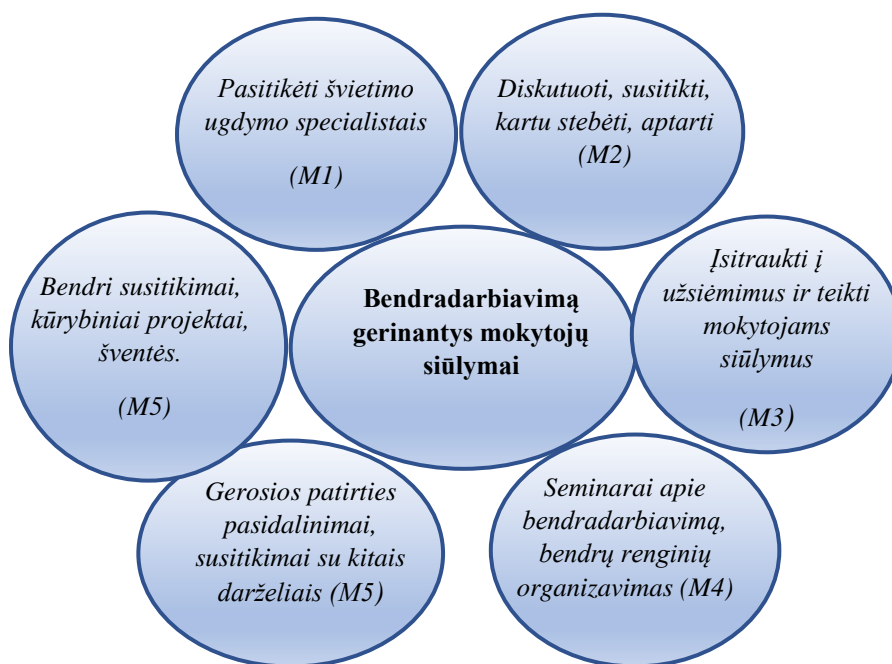 Pasitikėti švietimo
ugdymo specialistais
(M1)
Diskutuoti, susitikti,
kartu stebėti, aptarti
(M2)
Bendri susitikimai,
kūrybiniai projektai,
šventės.
(M5)
Bendradarbiavimą
gerinantys mokytojų
siūlymai
Įsitraukti į
užsiėmimus ir teikti
mokytojams
siūlymus
(M3)
Gerosios patirties
pasidalinimai,
susitikimai su kitais
darželiais (M5)
Seminarai apie
bendradarbiavimą,
bendrų renginių
organizavimas (M4)